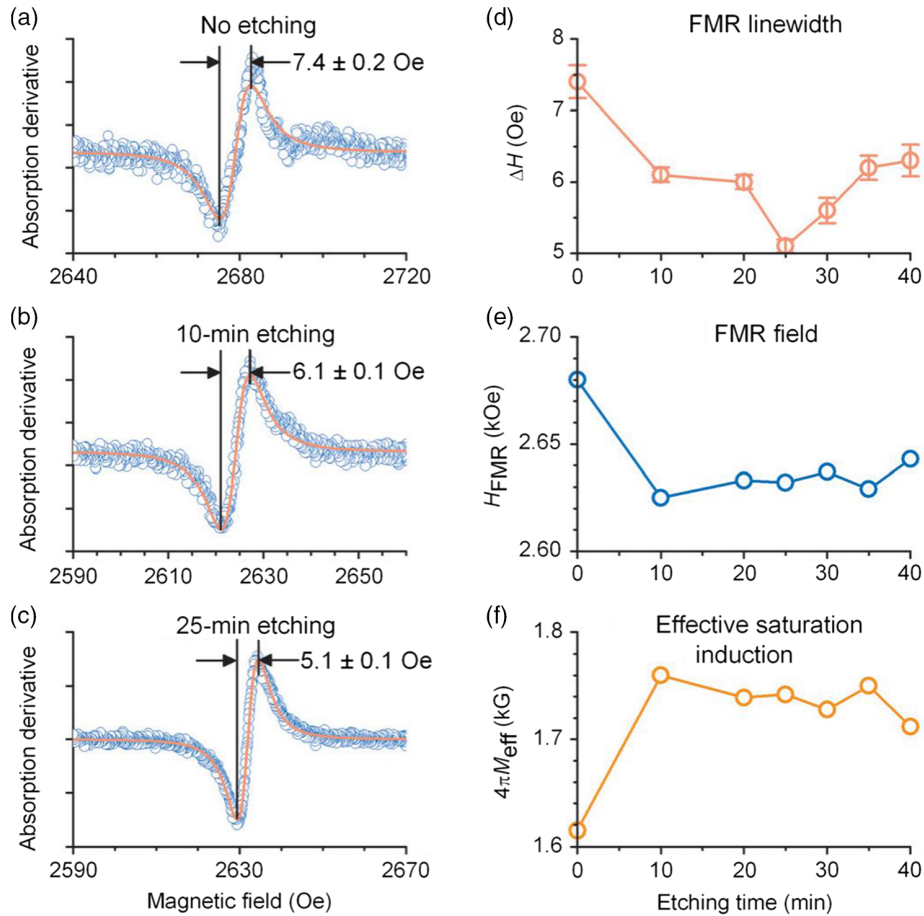 (a)
No etching
7.4 ± 0.2 Oe
Absorption derivative
2640 2660 2680 2700 2720
(b)
10-min etching
6.1 ± 0.1 Oe
Absorption derivative
2590 2610 2630 2650
(c)
25-min etching
5.1 ± 0.1 Oe
Absorption derivative
2590 2630 2670
Magnetic field (Oe)
(d)
FMR linewidth
8
7
6
5
ΔH (Oe)
0 10 20 30 40
(e)
FMR field
2.70
2.65
2.60
HFMR (kOe)
0 10 20 30 40
(f)
Effective saturation
induction
1.8
1.7
1.6
4πMeff (kG)
0 10 20 30 40
Etching time (min)